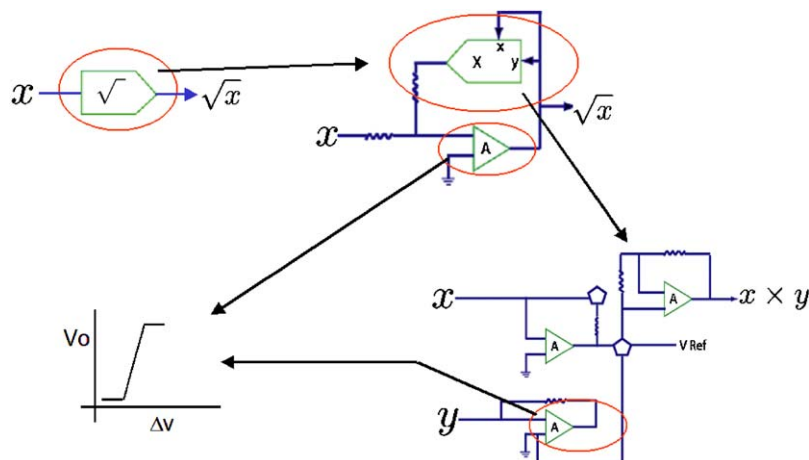 x √ √x
X x y
√x
x
A
Vo
Δv
x
A
A
x × y
V Ref
y
A